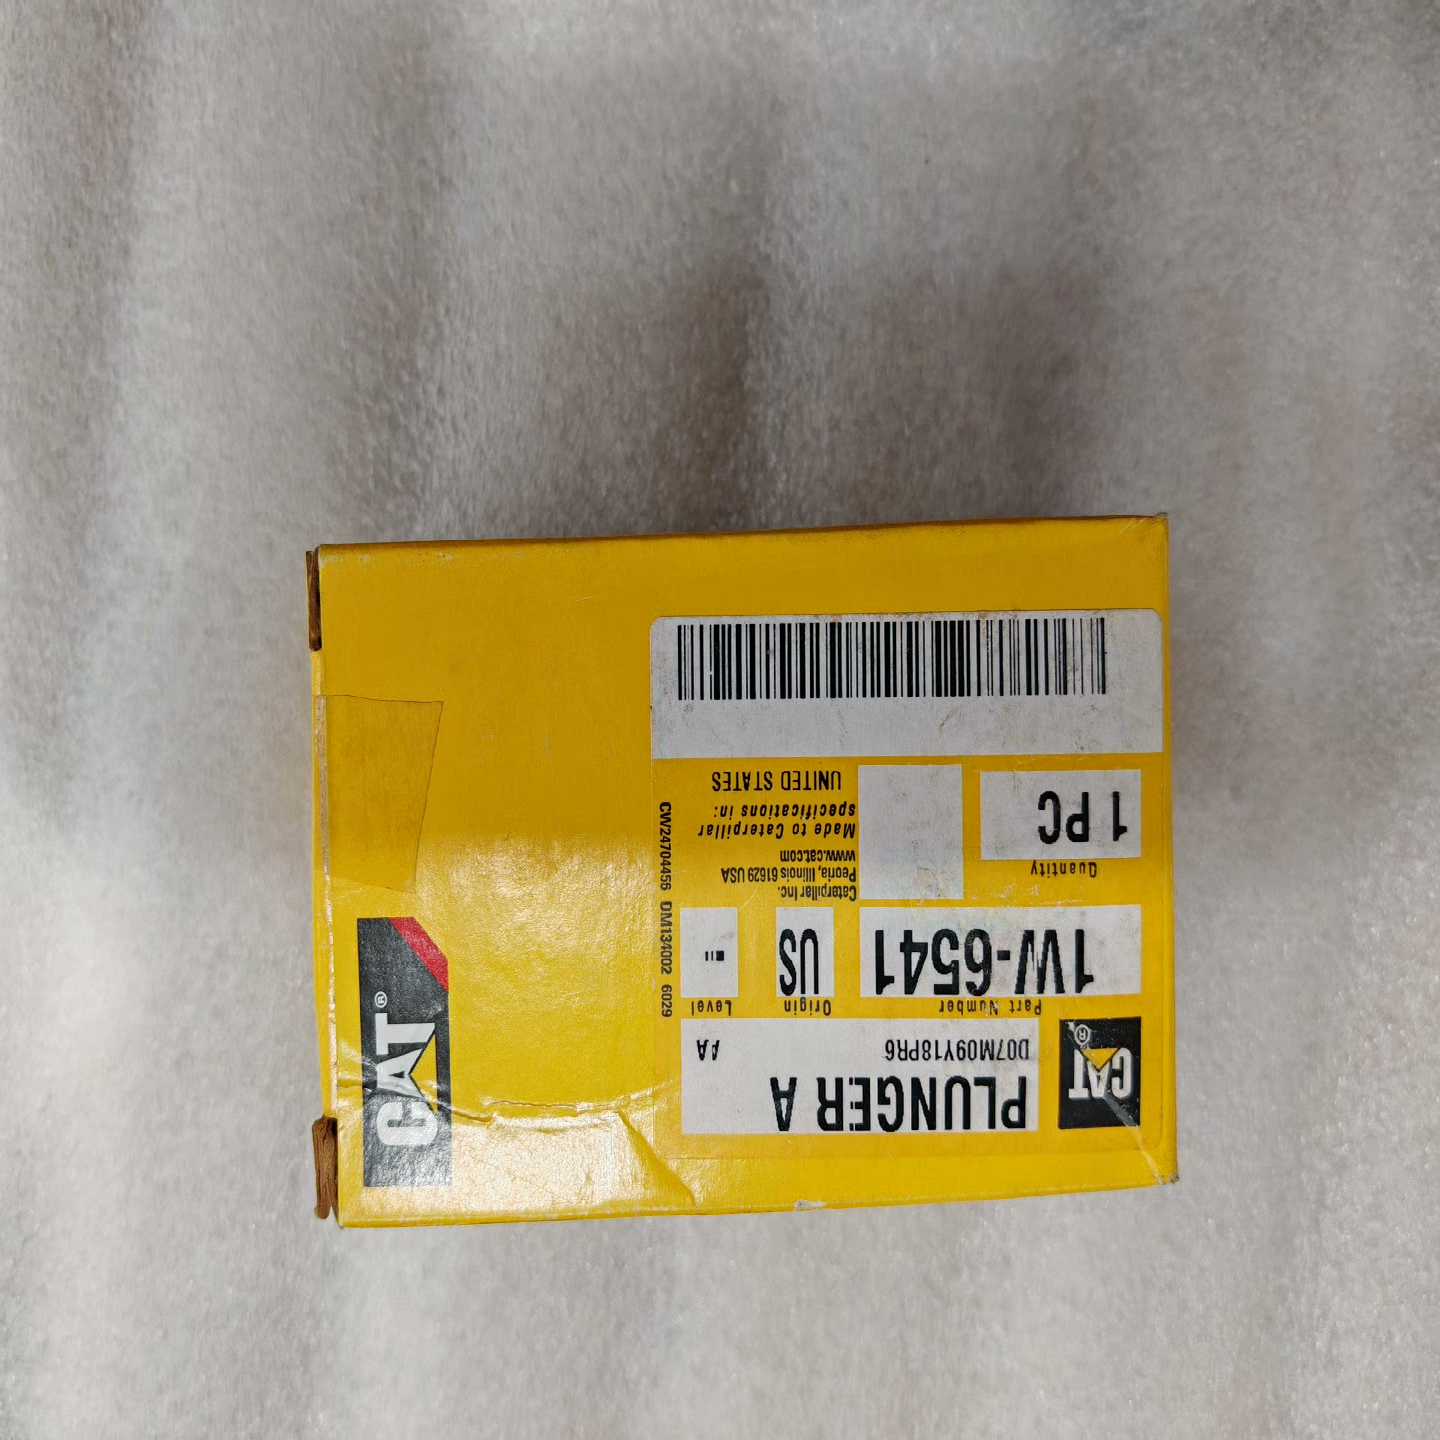 CAT®
PLUNGER A
D07M09Y18PR6 AA
Part Number Origin Level
1W-6541 US
Caterpillar Inc.
Peoria, Illinois 61629 USA
www.cat.com
Quantity
1 PC
Made to Caterpillar
specifications in:
UNITED STATES
CW24704456 DM134002 6029
CAT®